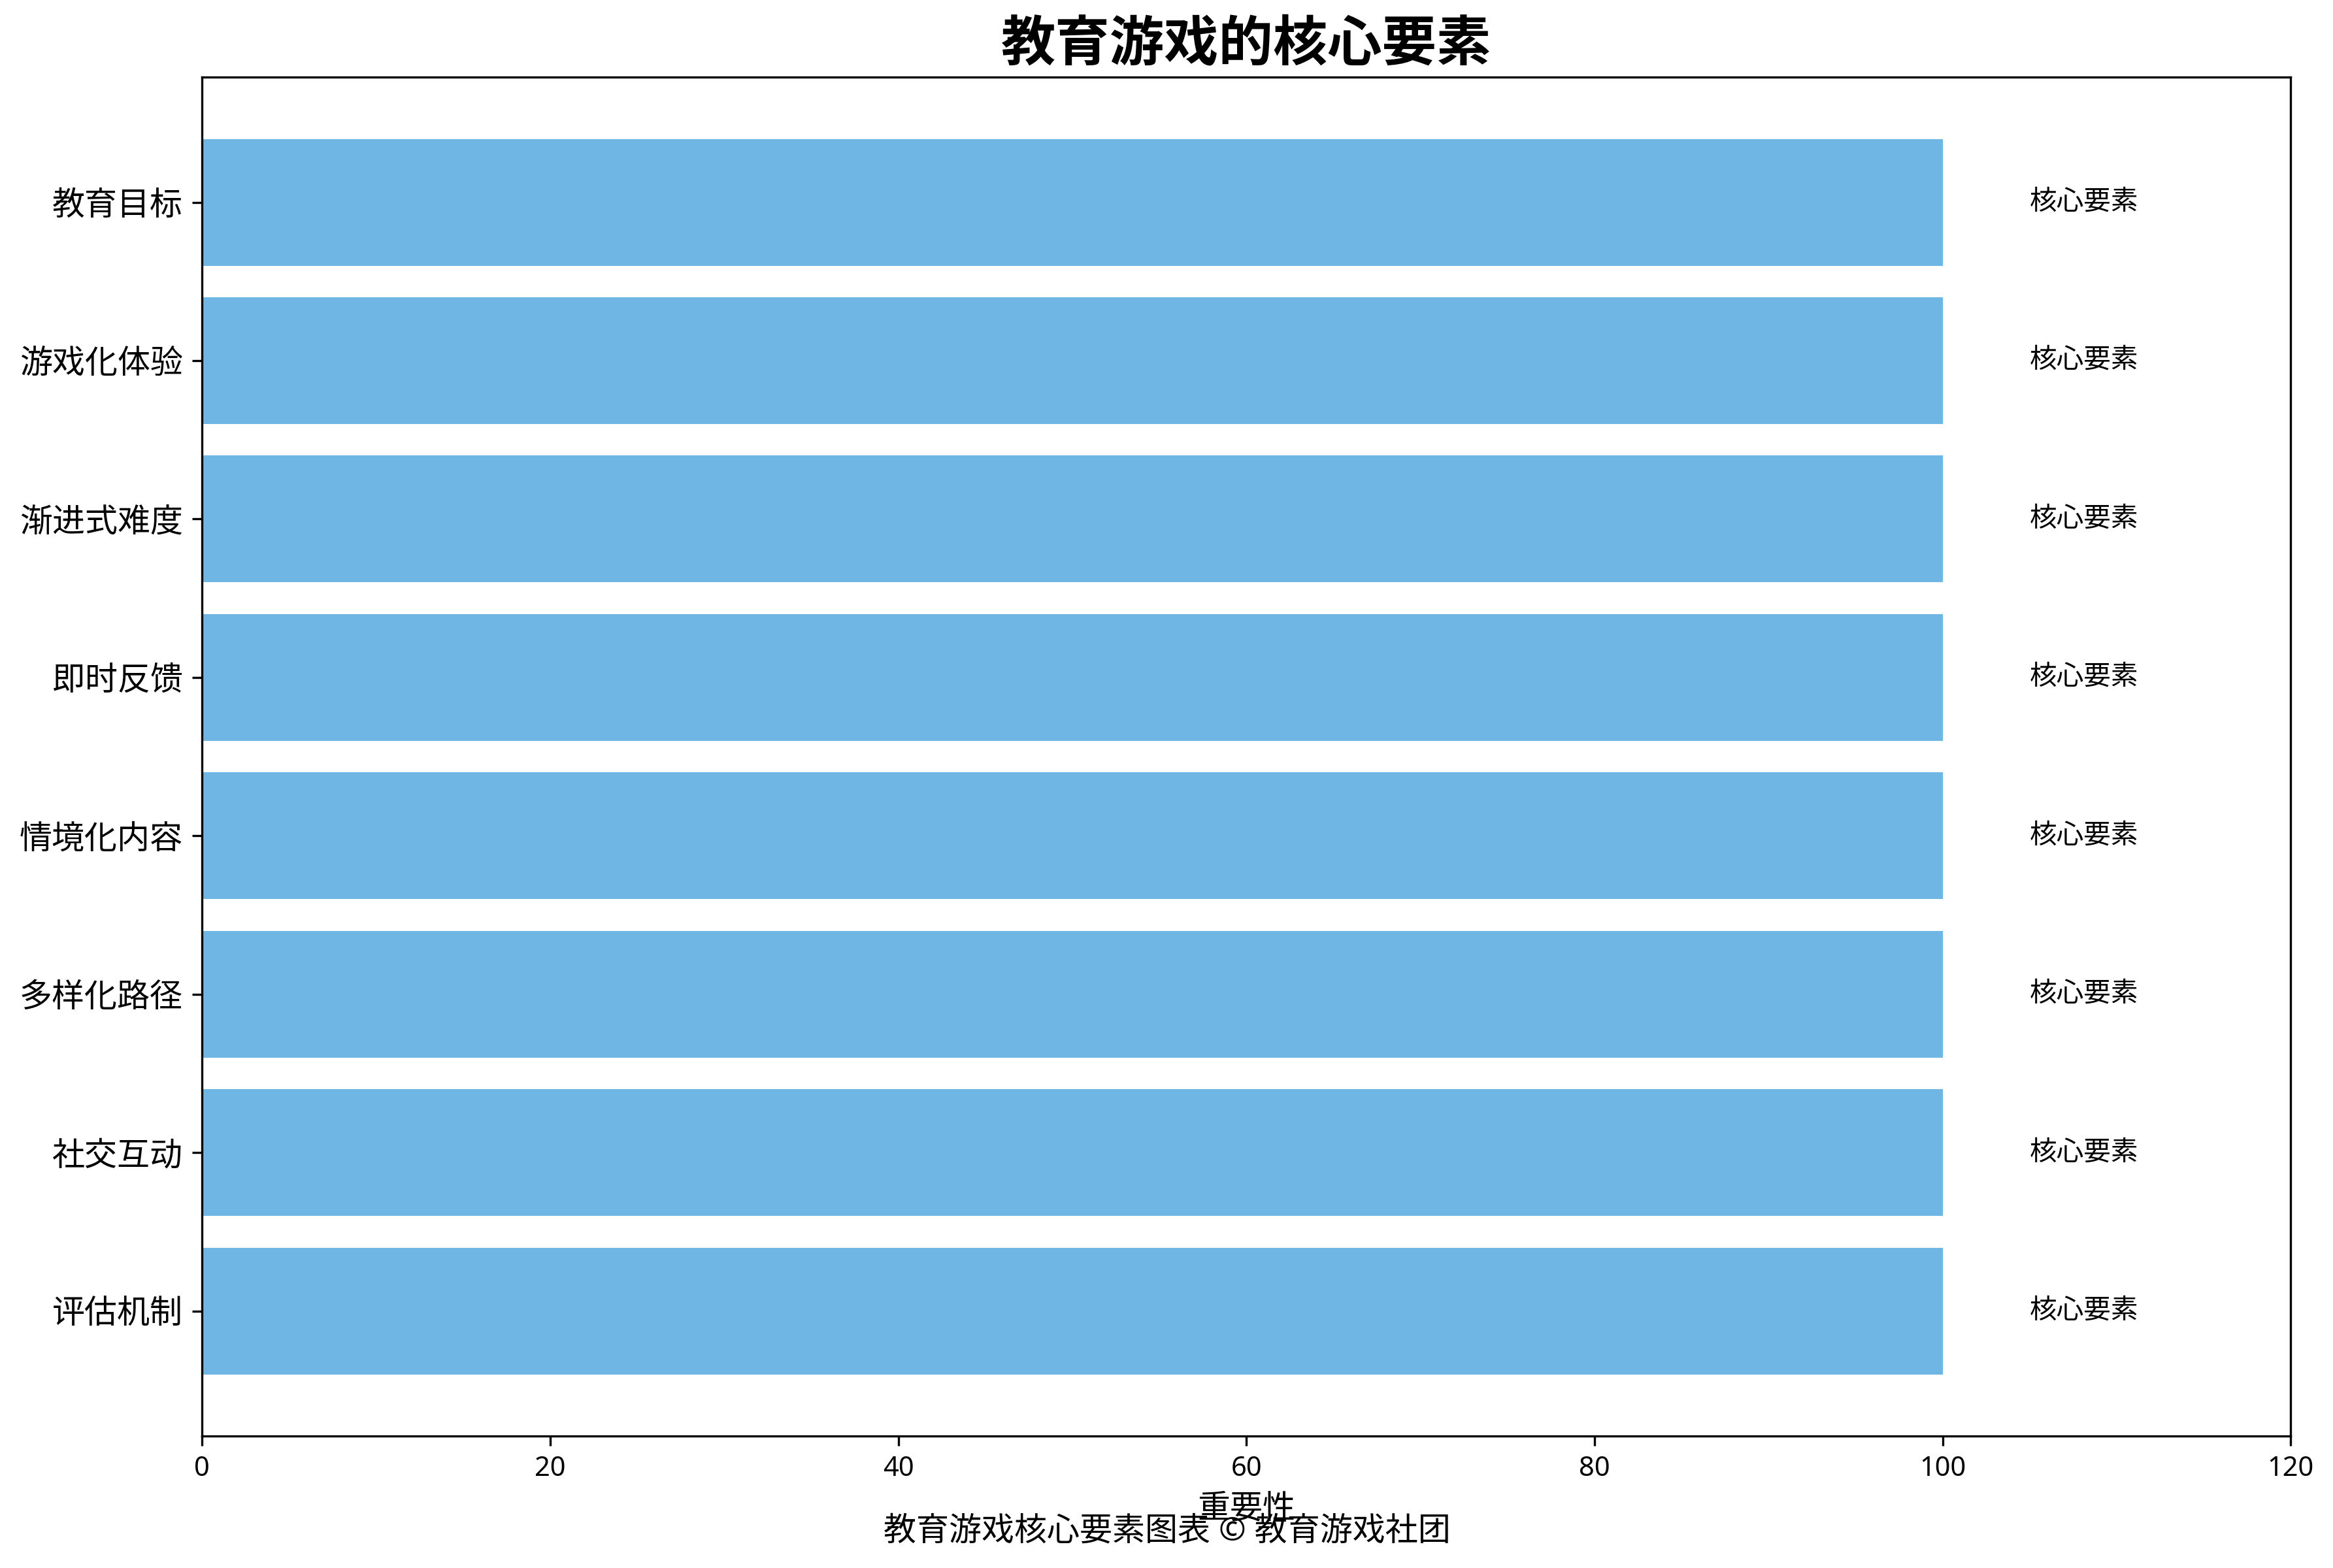 教育游戏的核心要素
教育目标
核心要素
游戏化体验
核心要素
渐进式难度
核心要素
即时反馈
核心要素
情境化内容
核心要素
多样化路径
核心要素
社交互动
核心要素
评估机制
核心要素
0 20 40 60 80 100 120
重要性
教育游戏核心要素图表 © 教育游戏社团